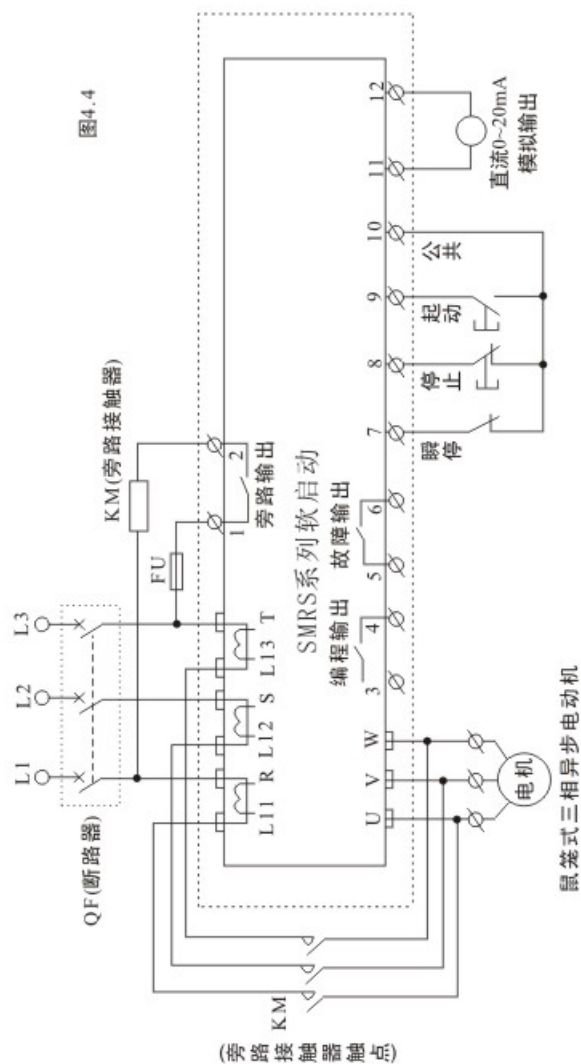 图4.4
L1
L2
L3
QF(断路器)
KM(旁路接触器)
FU
L11
R
L12
S
L13
T
1
2
旁路输出
SMRS系列软启动
编程输出
故障输出
U
V
W
3
4
5
6
7
8
9
10
11
12
瞬停
停止
起动
公共
直流0~20mA
模拟输出
KM
(旁路接触器触点)
电机
鼠笼式三相异步电动机